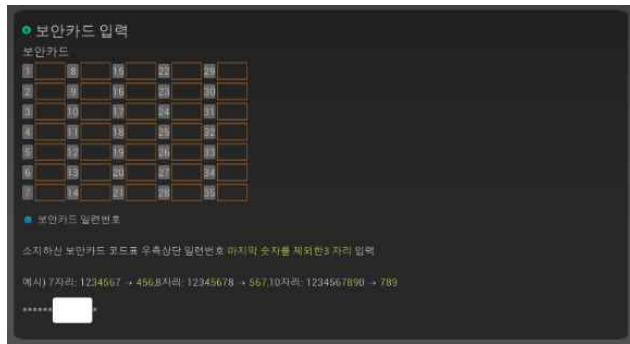 보안카드 입력
보안카드
1 8 15 22 29
2 9 16 23 30
3 10 17 24 31
4 11 18 25 32
5 12 19 26 33
6 13 20 27 34
7 14 21 28 35
보안카드 일련번호
소지하신 보안카드 코드표 우측상단 일련번호 마지막 숫자를 제외한3 자리 입력
예시) 7자리: 1234567 → 456,8자리: 12345678 → 567,10자리: 1234567890 → 789
****** *